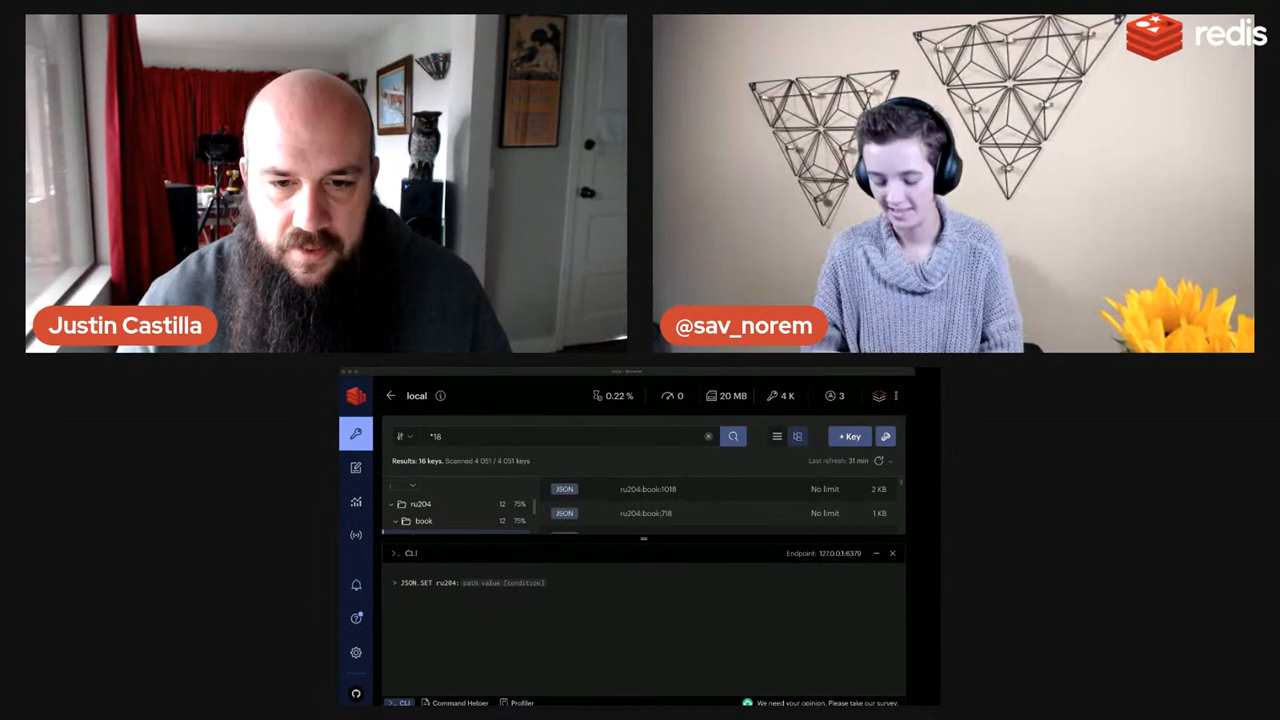 redis
Justin Castilla
@sav_norem
local
0.22 %
0
20 MB
4 K
3
*18
+ Key
Results: 16 keys. Scanned 4 051 / 4 051 keys
Last refresh: 31 min
:
ru204 12 75%
book 12 75%
JSON ru204:book:1018 No limit 2 KB
JSON ru204:book:718 No limit 1 KB
>_ CLI
Endpoint: 127.0.0.1:6379
> JSON.SET ru204: path value [condition]
>_ CLI
Command Helper
Profiler
We need your opinion. Please take our survey.